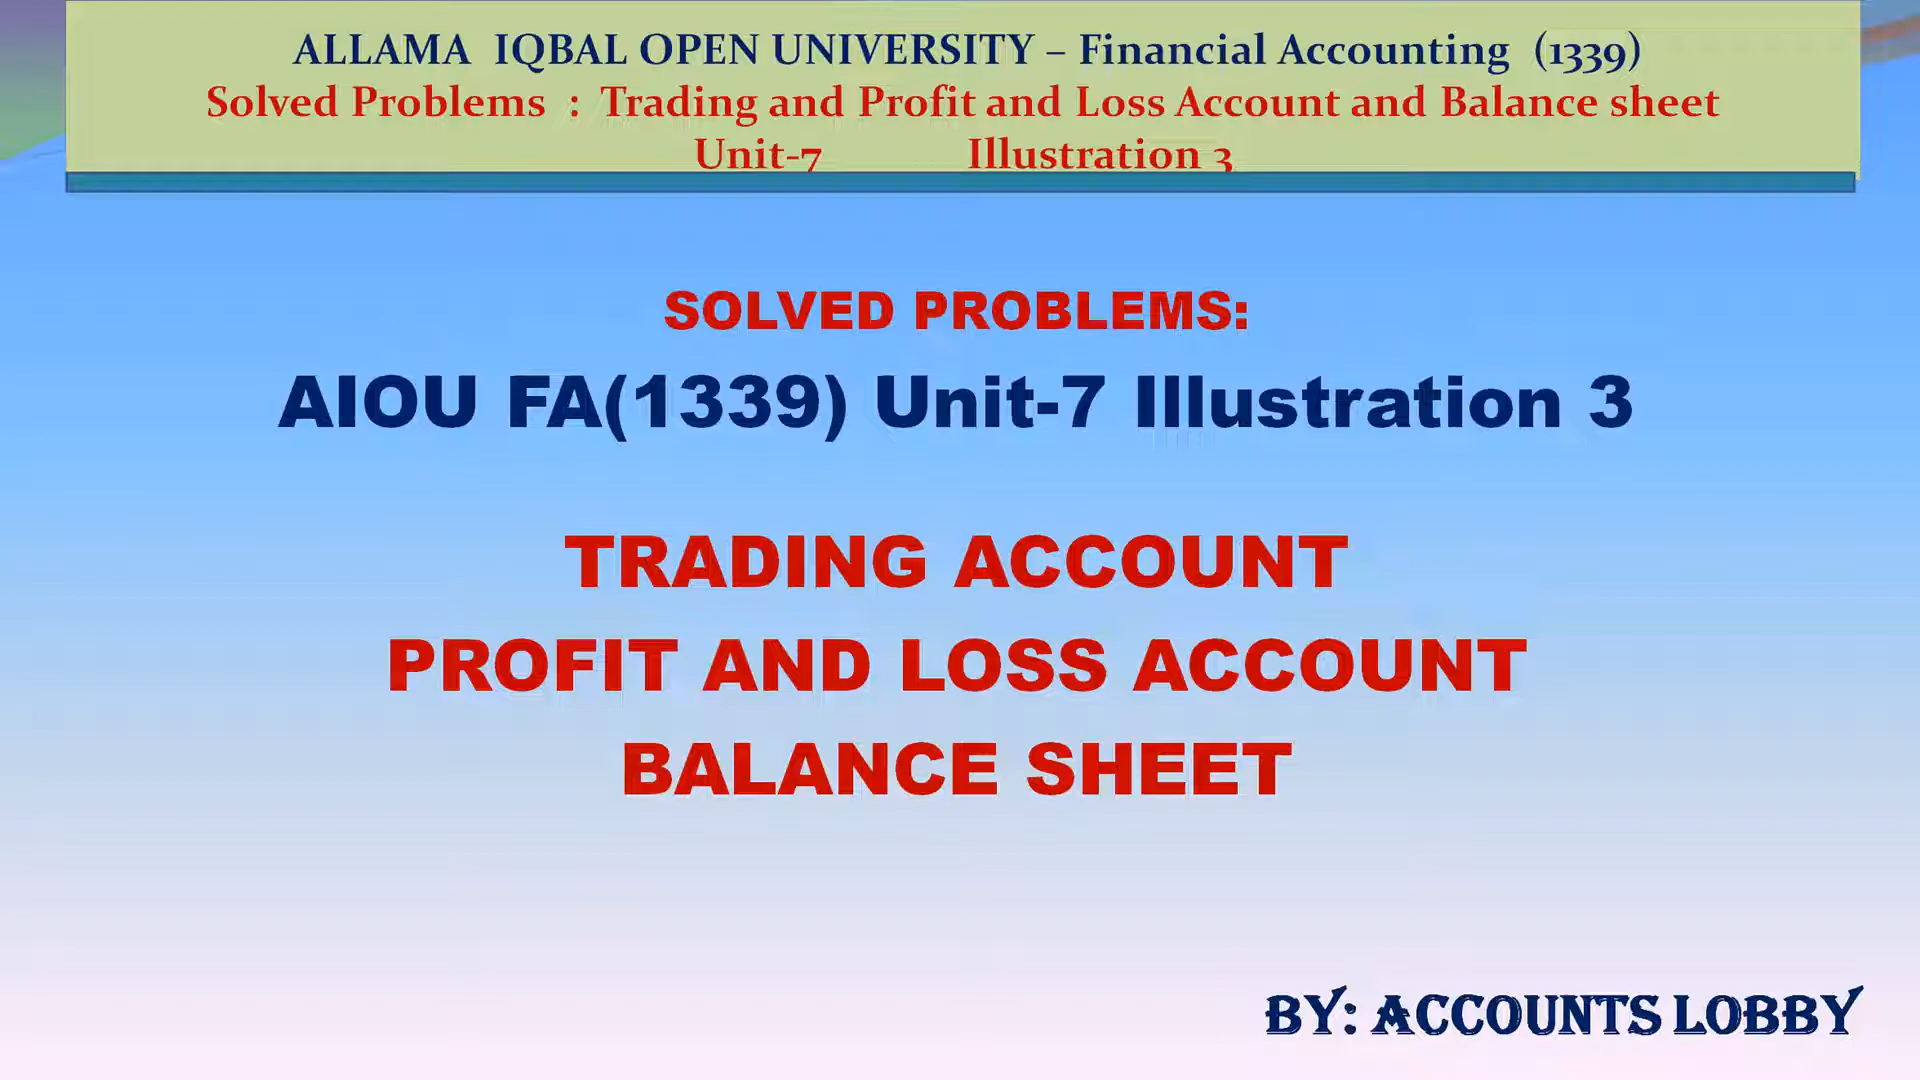 ALLAMA IQBAL OPEN UNIVERSITY – Financial Accounting (1339)
Solved Problems : Trading and Profit and Loss Account and Balance sheet
Unit-7 Illustration 3
SOLVED PROBLEMS:
AIOU FA(1339) Unit-7 Illustration 3
TRADING ACCOUNT
PROFIT AND LOSS ACCOUNT
BALANCE SHEET
BY: ACCOUNTS LOBBY